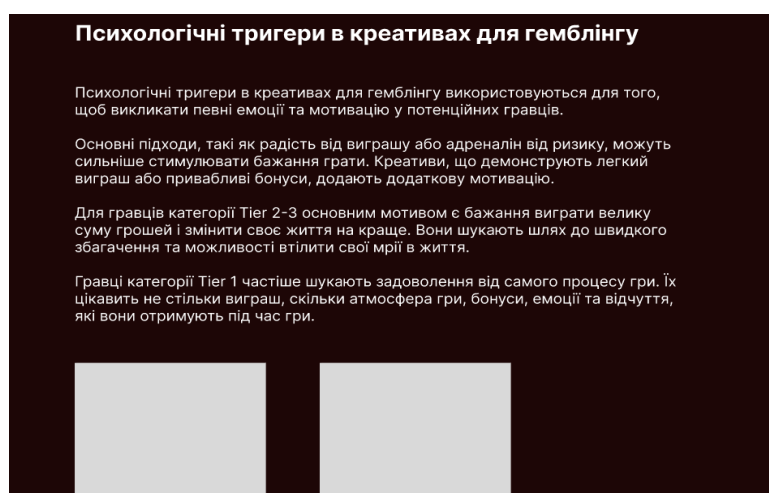 Психологічні тригери в креативах для гемблінгу
Психологічні тригери в креативах для гемблінгу використовуються для того,
щоб викликати певні емоції та мотивацію у потенційних гравців.
Основні підходи, такі як радість від виграшу або адреналін від ризику, можуть
сильніше стимулювати бажання грати. Креативи, що демонструють легкий
виграш або привабливі бонуси, додають додаткову мотивацію.
Для гравців категорії Tier 2-3 основним мотивом є бажання виграти велику
суму грошей і змінити своє життя на краще. Вони шукають шлях до швидкого
збагачення та можливості втілити свої мрії в життя.
Гравці категорії Tier 1 частіше шукають задоволення від самого процесу гри. Їх
цікавить не стільки виграш, скільки атмосфера гри, бонуси, емоції та відчуття,
які вони отримують під час гри.